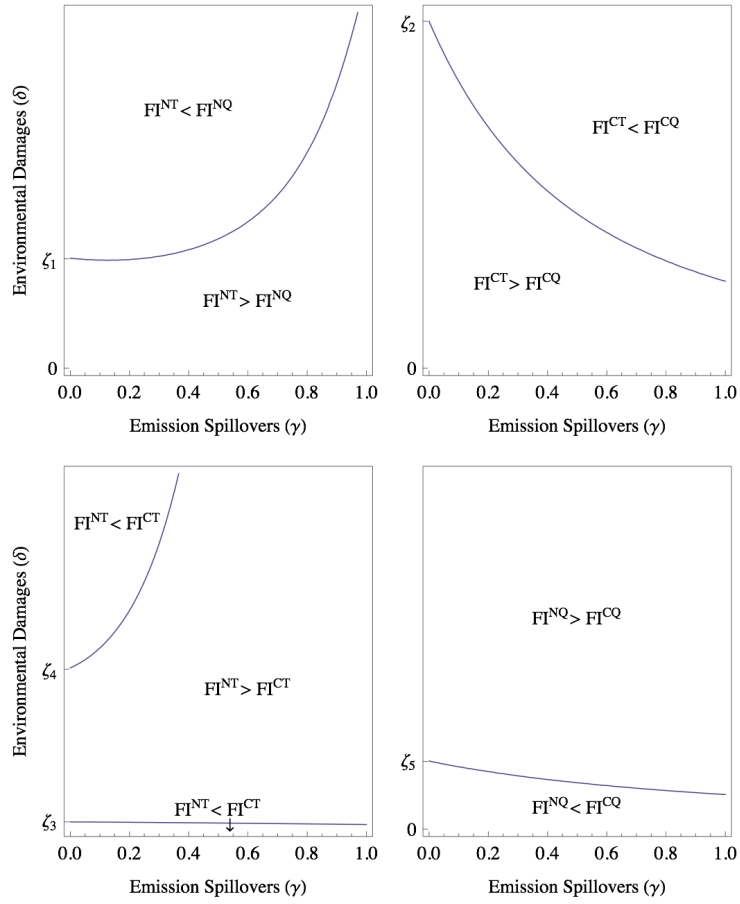 FI^NT < FI^NQ
FI^NT > FI^NQ
ζ1
0
0.0 0.2 0.4 0.6 0.8 1.0
Emission Spillovers (γ)
Environmental Damages (δ)
ζ2
FI^CT < FI^CQ
FI^CT > FI^CQ
0
0.0 0.2 0.4 0.6 0.8 1.0
Emission Spillovers (γ)
FI^NT < FI^CT
ζ4
FI^NT > FI^CT
FI^NT < FI^CT
ζ3
0.0 0.2 0.4 0.6 0.8 1.0
Emission Spillovers (γ)
Environmental Damages (δ)
FI^NQ > FI^CQ
ζ5
FI^NQ < FI^CQ
0
0.0 0.2 0.4 0.6 0.8 1.0
Emission Spillovers (γ)